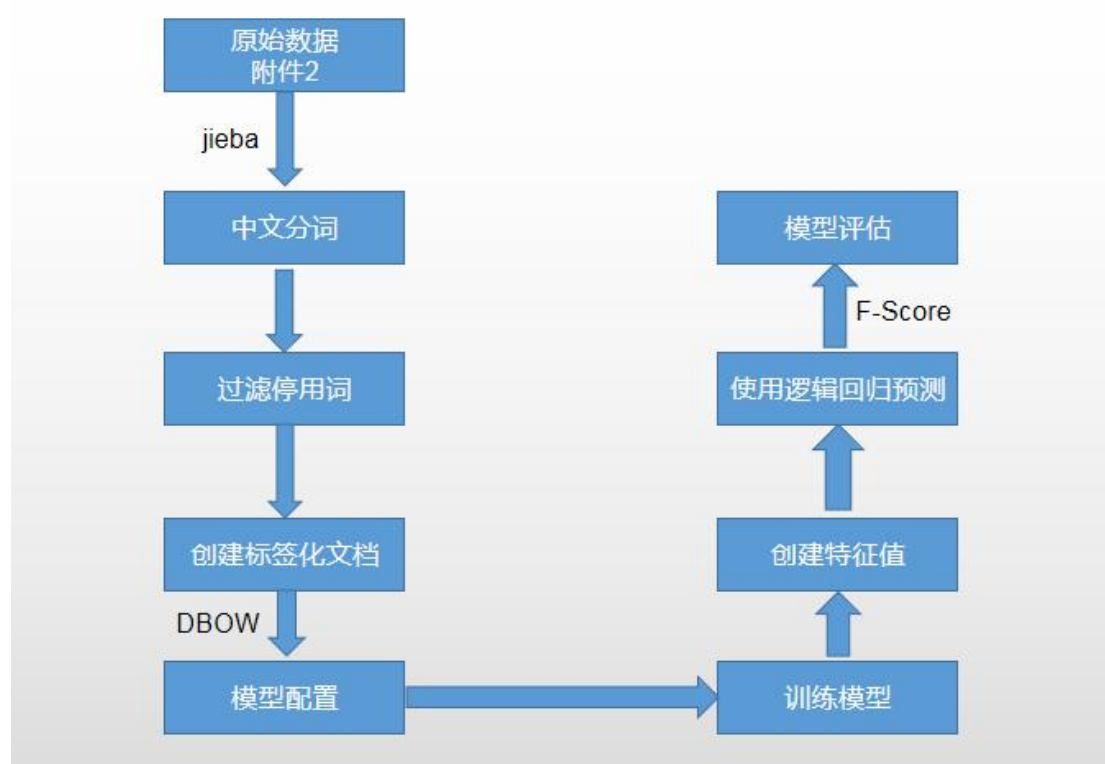 原始数据
附件2
jieba
中文分词
过滤停用词
创建标签化文档
DBOW
模型配置
训练模型
创建特征值
使用逻辑回归预测
F-Score
模型评估